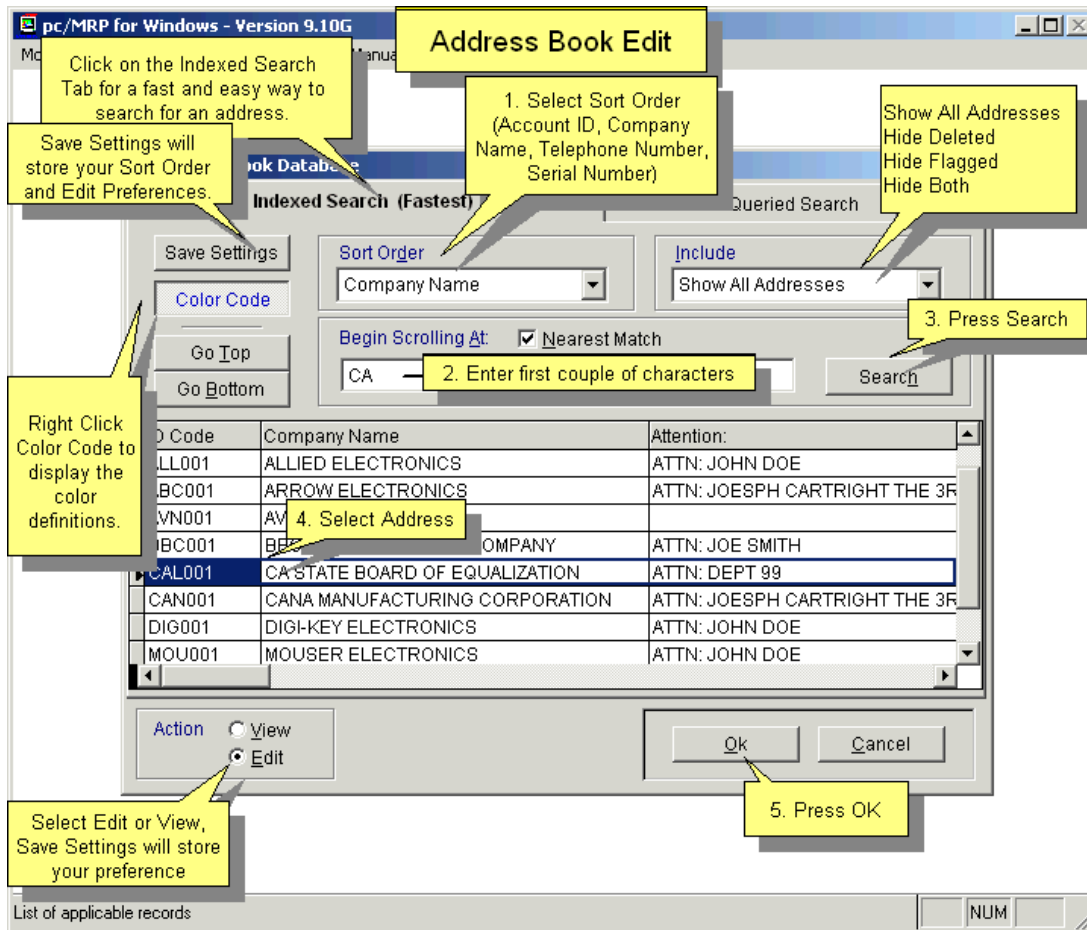 pc/MRP for Windows - Version 9.10G
Address Book Edit
Click on the Indexed Search
Tab for a fast and easy way to
search for an address.
1. Select Sort Order
(Account ID, Company
Name, Telephone Number,
Serial Number)
Show All Addresses
Hide Deleted
Hide Flagged
Hide Both
Save Settings will
store your Sort Order
and Edit Preferences.
Database
Indexed Search (Fastest)
Queried Search
Save Settings
Sort Order
Include
Company Name
Show All Addresses
Color Code
3. Press Search
Begin Scrolling At:
Nearest Match
Go Top
CA
2. Enter first couple of characters
Search
Go Bottom
Right Click
Color Code to
display the
color
definitions.
Code Company Name Attention:
ALLIED ELECTRONICS ATTN: JOHN DOE
ARROW ELECTRONICS ATTN: JOESPH CARTRIGHT THE 3R
4. Select Address
ATTN: JOE SMITH
CAL001 CA STATE BOARD OF EQUALIZATION ATTN: DEPT 99
CAN001 CANA MANUFACTURING CORPORATION ATTN: JOESPH CARTRIGHT THE 3R
DIG001 DIGI-KEY ELECTRONICS ATTN: JOHN DOE
MOU001 MOUSER ELECTRONICS ATTN: JOHN DOE
Action
View
Edit
Ok
Cancel
5. Press OK
Select Edit or View,
Save Settings will store
your preference
List of applicable records
NUM